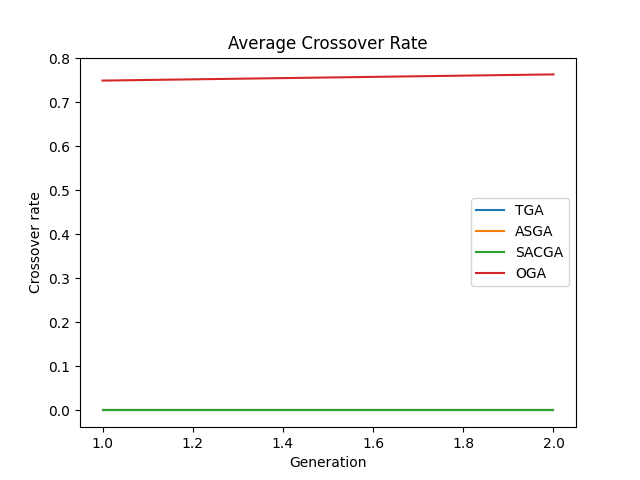 Average Crossover Rate
Crossover rate
0.8
0.7
0.6
0.5
0.4
0.3
0.2
0.1
0.0
TGA
ASGA
SACGA
OGA
1.0 1.2 1.4 1.6 1.8 2.0
Generation